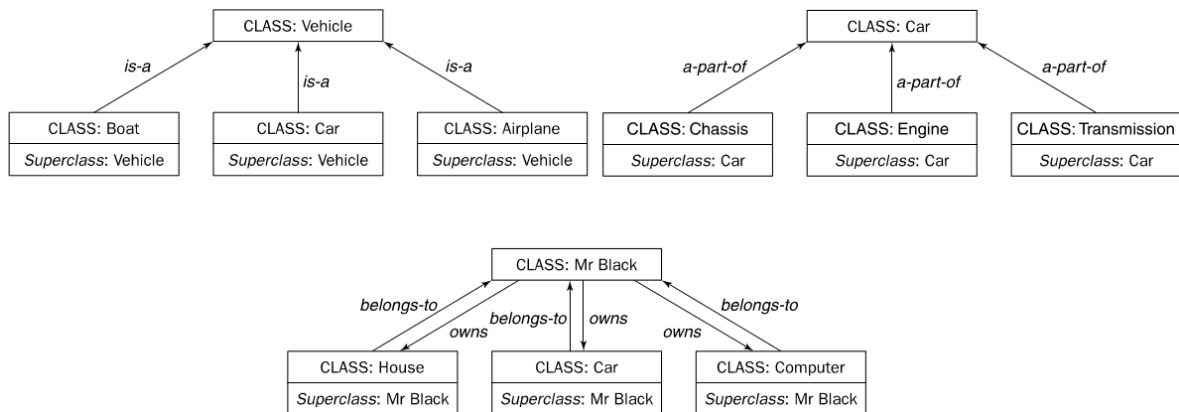 CLASS: Vehicle
is-a
is-a
is-a
CLASS: Boat
Superclass: Vehicle
CLASS: Car
Superclass: Vehicle
CLASS: Airplane
Superclass: Vehicle
CLASS: Car
a-part-of
a-part-of
a-part-of
CLASS: Chassis
Superclass: Car
CLASS: Engine
Superclass: Car
CLASS: Transmission
Superclass: Car
CLASS: Mr Black
belongs-to
owns
belongs-to
owns
owns
belongs-to
CLASS: House
Superclass: Mr Black
CLASS: Car
Superclass: Mr Black
CLASS: Computer
Superclass: Mr Black